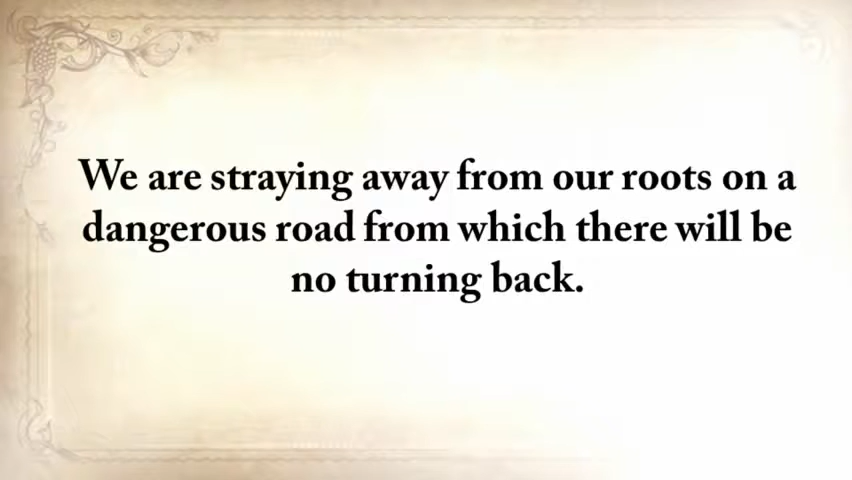 We are straying away from our roots on a
dangerous road from which there will be
no turning back.